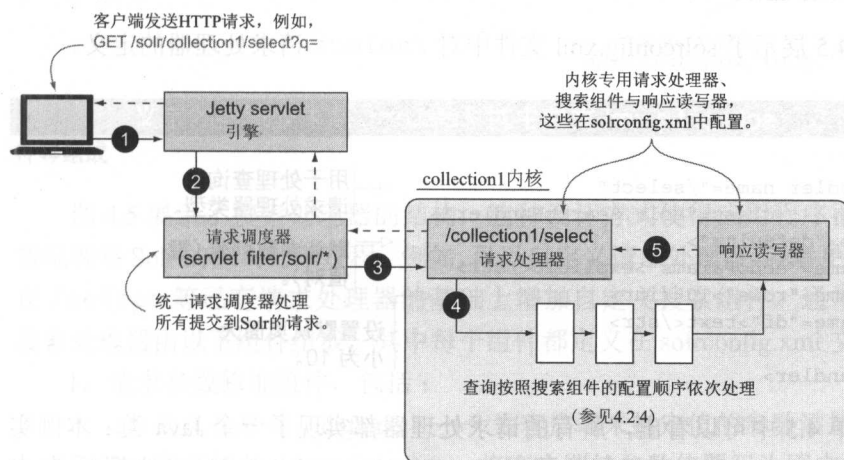 客户端发送HTTP请求，例如，
GET /solr/collection1/select?q=
Jetty servlet
引擎
内核专用请求处理器、
搜索组件与响应读写器，
这些在solrconfig.xml中配置。
1
2
collection1内核
请求调度器
(servlet filter/solr/*)
3
/collection1/select
请求处理器
5
响应读写器
4
统一请求调度器处理
所有提交到Solr的请求。
查询按照搜索组件的配置顺序依次处理
(参见4.2.4)